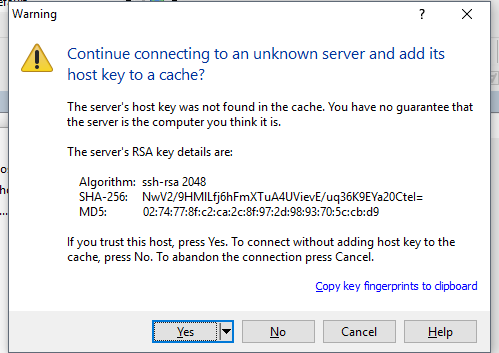 Warning
Continue connecting to an unknown server and add its
host key to a cache?
The server's host key was not found in the cache. You have no guarantee that
the server is the computer you think it is.
The server's RSA key details are:
Algorithm: ssh-rsa 2048
SHA-256: NwV2/9HMILfj6hFmXTuA4UVievE/uq36K9EYa20Ctel=
MD5: 02:74:77:8f:c2:ca:2c:8f:97:2d:98:93:70:5c:cb:d9
If you trust this host, press Yes. To connect without adding host key to the
cache, press No. To abandon the connection press Cancel.
Copy key fingerprints to clipboard
Yes
No
Cancel
Help